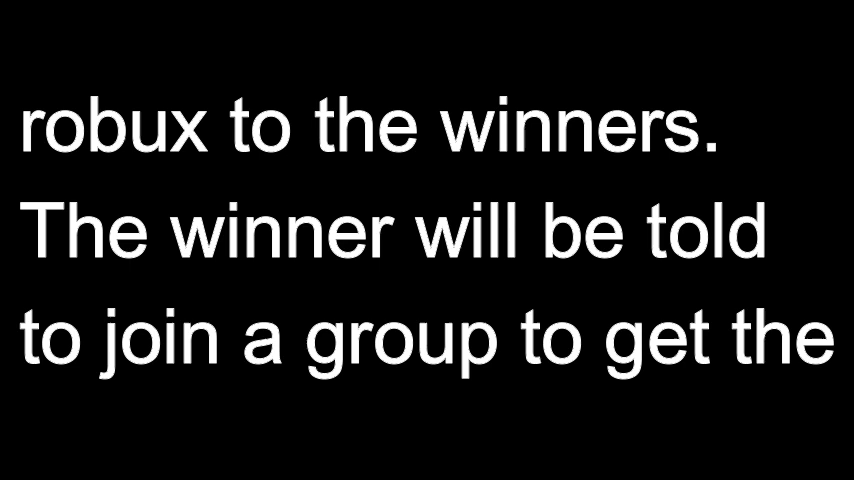 robux to the winners.
The winner will be told
to join a group to get the